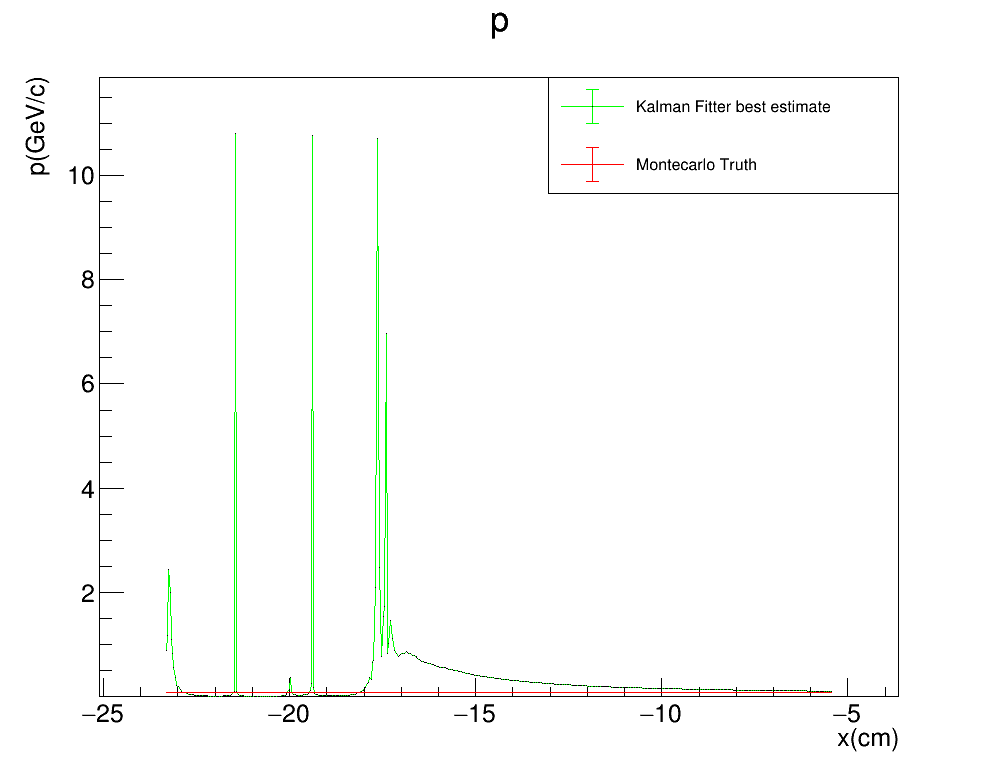 p
p(GeV/c)
Kalman Fitter best estimate
Montecarlo Truth
10
8
6
4
2
−25 −20 −15 −10 −5
x(cm)